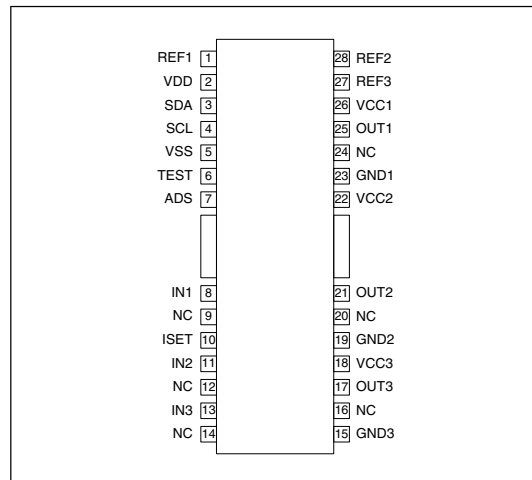 REF1 1 28 REF2
VDD 2 27 REF3
SDA 3 26 VCC1
SCL 4 25 OUT1
VSS 5 24 NC
TEST 6 23 GND1
ADS 7 22 VCC2
IN1 8 21 OUT2
NC 9 20 NC
ISET 10 19 GND2
IN2 11 18 VCC3
NC 12 17 OUT3
IN3 13 16 NC
NC 14 15 GND3